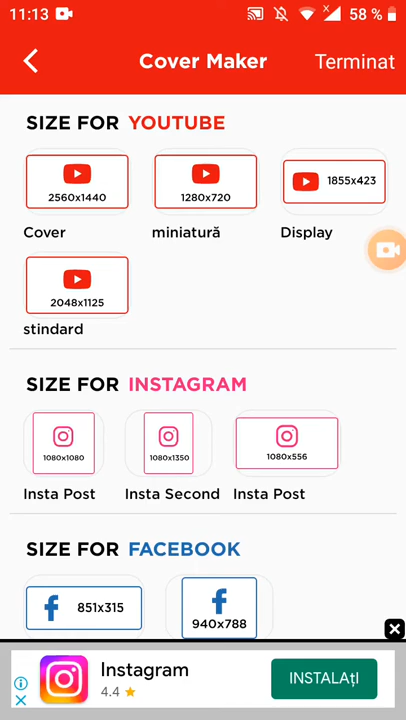 11:13
58 %
Cover Maker
Terminat
SIZE FOR YOUTUBE
2560x1440
1280x720
1855x423
Cover
miniatură
Display
2048x1125
stindard
SIZE FOR INSTAGRAM
1080x1080
1080x1350
1080x556
Insta Post
Insta Second
Insta Post
SIZE FOR FACEBOOK
851x315
940x788
Instagram
4.4
INSTALAțI